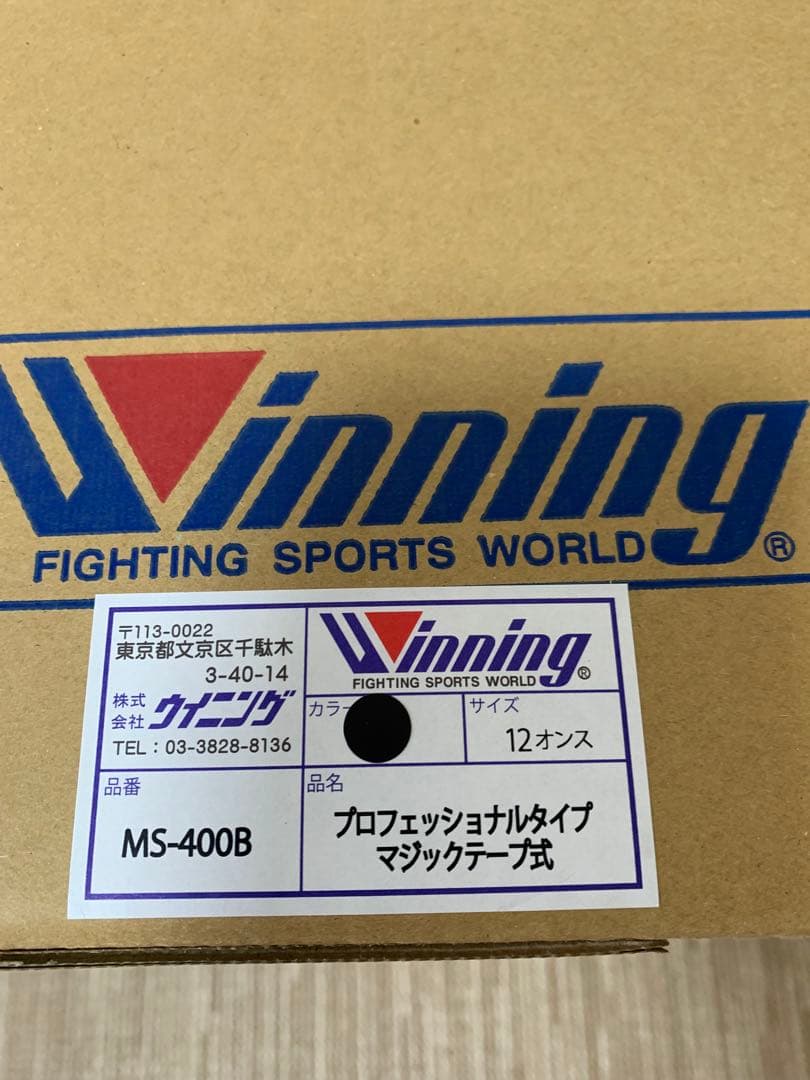 Winning
FIGHTING SPORTS WORLD®
〒113-0022
東京都文京区千駄木
3-40-14
株式会社 ウイニング
TEL：03-3828-8136
Winning
FIGHTING SPORTS WORLD®
カラー
サイズ
12オンス
品番
MS-400B
品名
プロフェッショナルタイプ
マジックテープ式